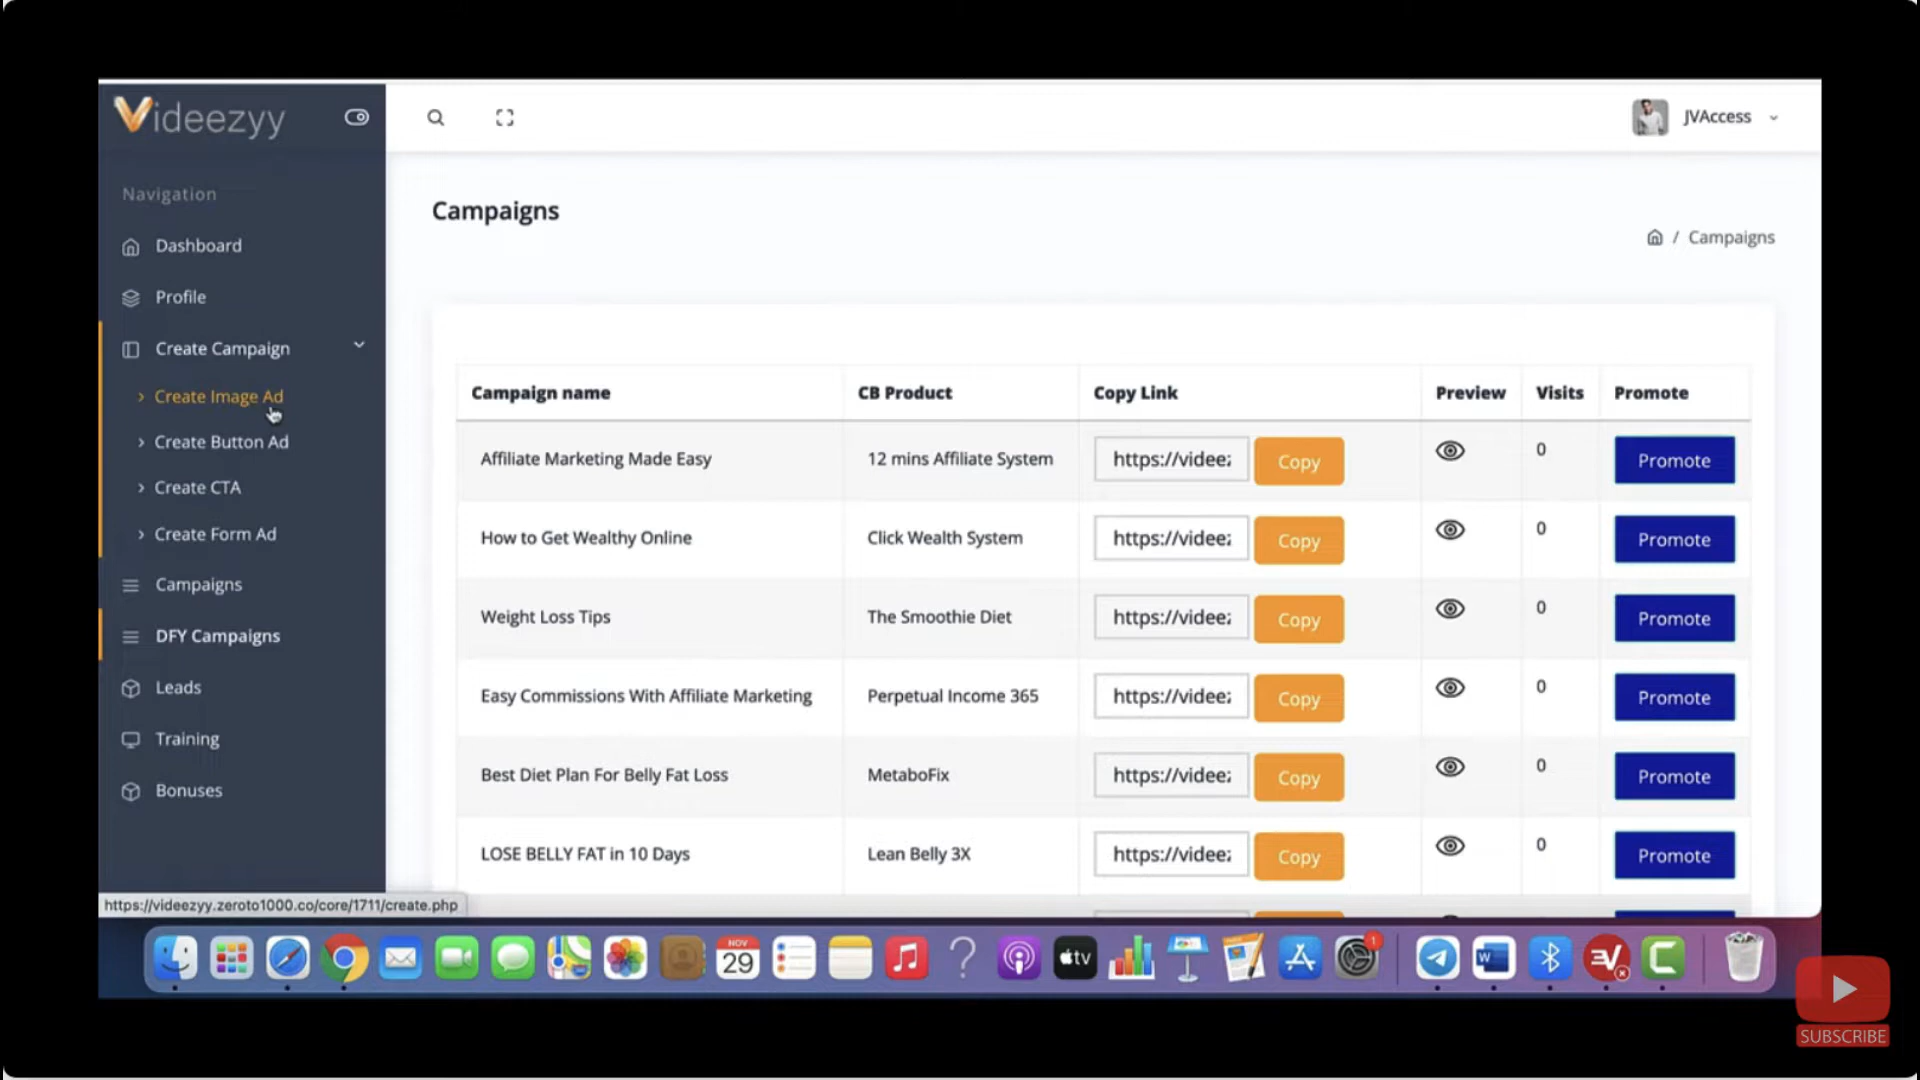 Videezyy
JVAccess
Navigation
Dashboard
Profile
Create Campaign
Create Image Ad
Create Button Ad
Create CTA
Create Form Ad
Campaigns
DFY Campaigns
Leads
Training
Bonuses
https://videezyy.zeroto1000.co/core/1711/create.php
Campaigns
/ Campaigns
Campaign name CB Product Copy Link Preview Visits Promote
Affiliate Marketing Made Easy 12 mins Affiliate System https://videez Copy 0 Promote
How to Get Wealthy Online Click Wealth System https://videez Copy 0 Promote
Weight Loss Tips The Smoothie Diet https://videez Copy 0 Promote
Easy Commissions With Affiliate Marketing Perpetual Income 365 https://videez Copy 0 Promote
Best Diet Plan For Belly Fat Loss MetaboFix https://videez Copy 0 Promote
LOSE BELLY FAT in 10 Days Lean Belly 3X https://videez Copy 0 Promote
NOV
29
tv
1
W
SUBSCRIBE